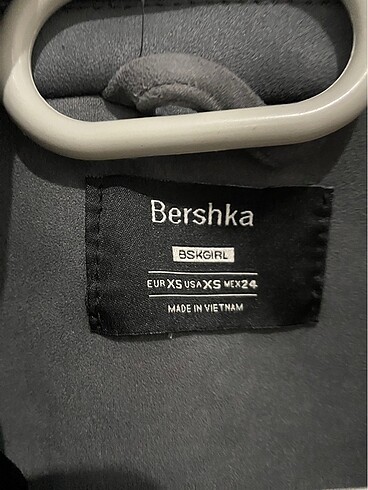 Bershka
BSKGIRL
EUR XS USA XS MEX 24
MADE IN VIETNAM